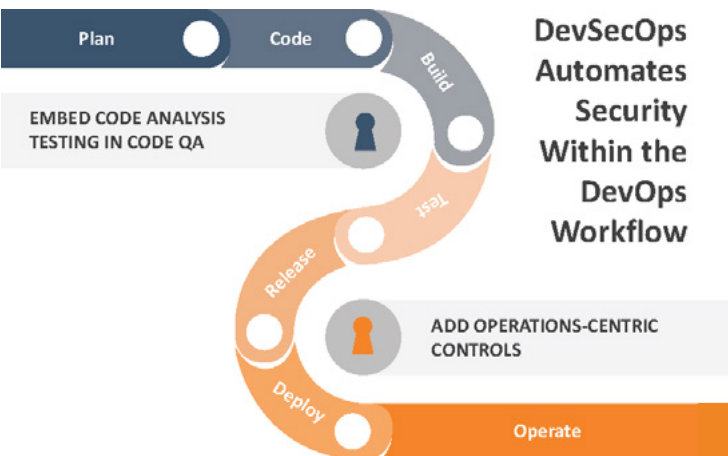 Plan
Code
Build
DevSecOps
Automates
Security
Within the
DevOps
Workflow
EMBED CODE ANALYSIS
TESTING IN CODE QA
Test
Release
ADD OPERATIONS-CENTRIC
CONTROLS
Deploy
Operate